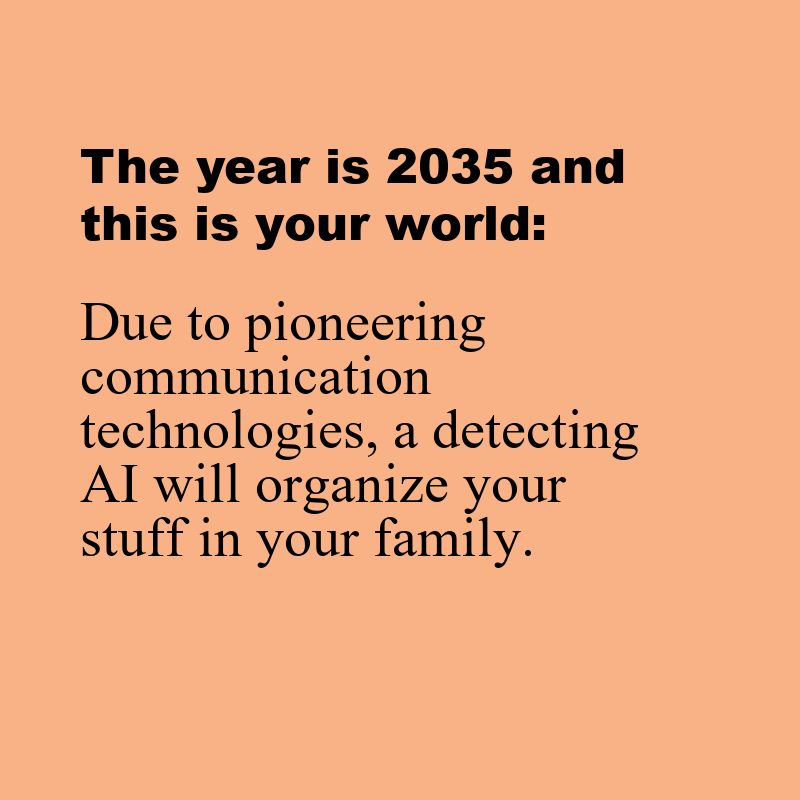 The year is 2035 and
this is your world:
Due to pioneering
communication
technologies, a detecting
AI will organize your
stuff in your family.